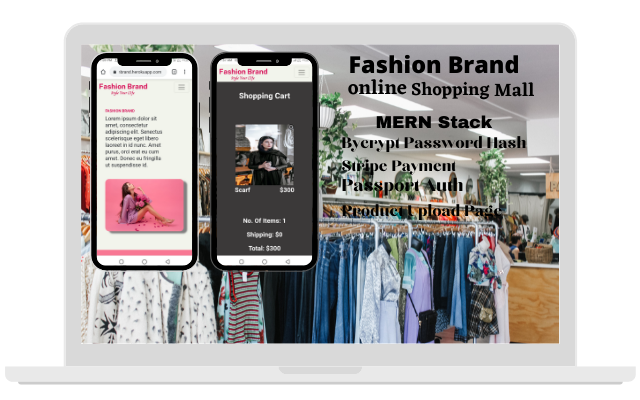 brand.herokuapp.com
Fashion Brand
Style Your Life
FASHION BRAND
Lorem ipsum dolor sit
amet, consectetur
adipiscing elit. Senectus
scelerisque eget libero
laoreet in id nunc. Amet
purus, orci erat eu cum
amet. Donec eu fringilla
ut suspendisse id.
Fashion Brand
Style Your Life
Shopping Cart
Scarf $300
No. Of Items: 1
Shipping: $0
Total: $300
Fashion Brand
online Shopping Mall
MERN Stack
Bycrypt Password Hash
Stripe Payment
Passport Auth
Product Upload Page